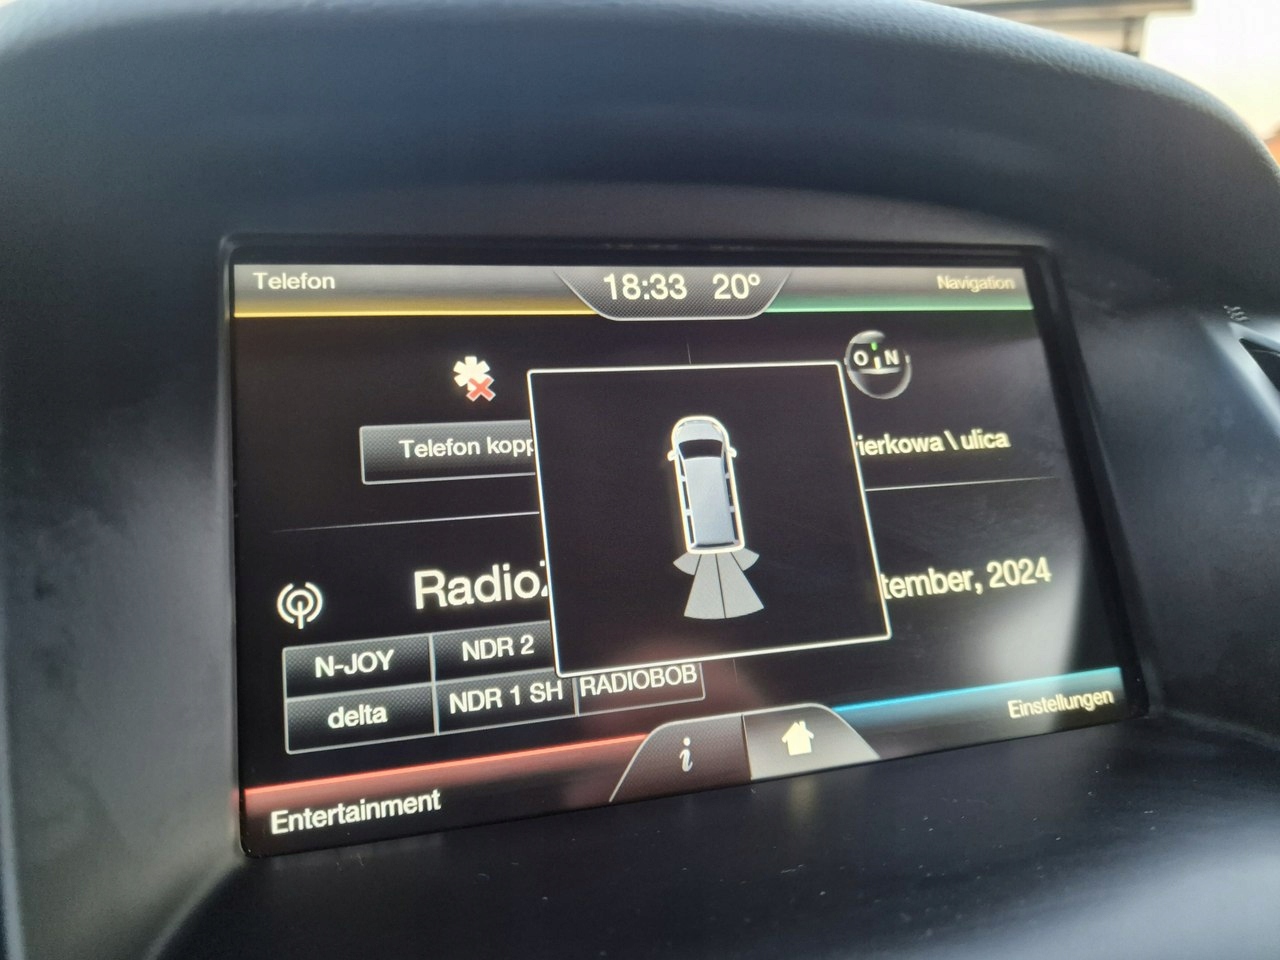 Telefon
18:33 20°
Navigation
O N
Telefon kopp
ierkowa \ ulica
Radio
tember, 2024
N-JOY
NDR 2
delta
NDR 1 SH
RADIOBOB
i
Einstellungen
Entertainment